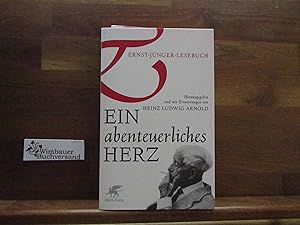 ERNST-JÜNGER-LESEBUCH
Herausgegeben
und mit Erinnerungen von
HEINZ LUDWIG ARNOLD
EIN
abenteuerliches
HERZ
Wimbauer
Buchversand